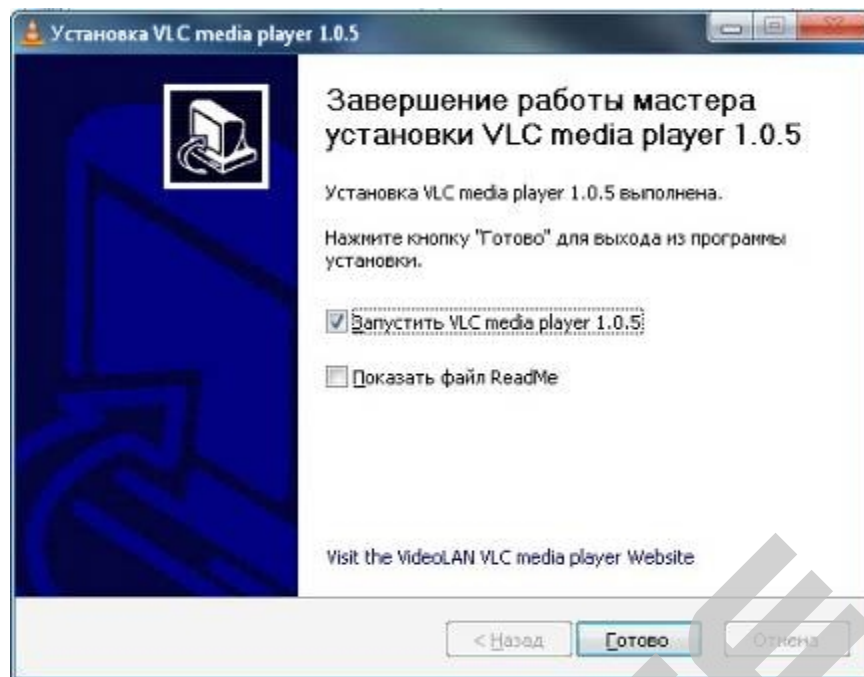 Установка VLC media player 1.0.5
Завершение работы мастера
установки VLC media player 1.0.5
Установка VLC media player 1.0.5 выполнена.
Нажмите кнопку "Готово" для выхода из программы
установки.
Запустить VLC media player 1.0.5
Показать файл ReadMe
Visit the VideoLAN VLC media player Website
< Назад Готово Отмена